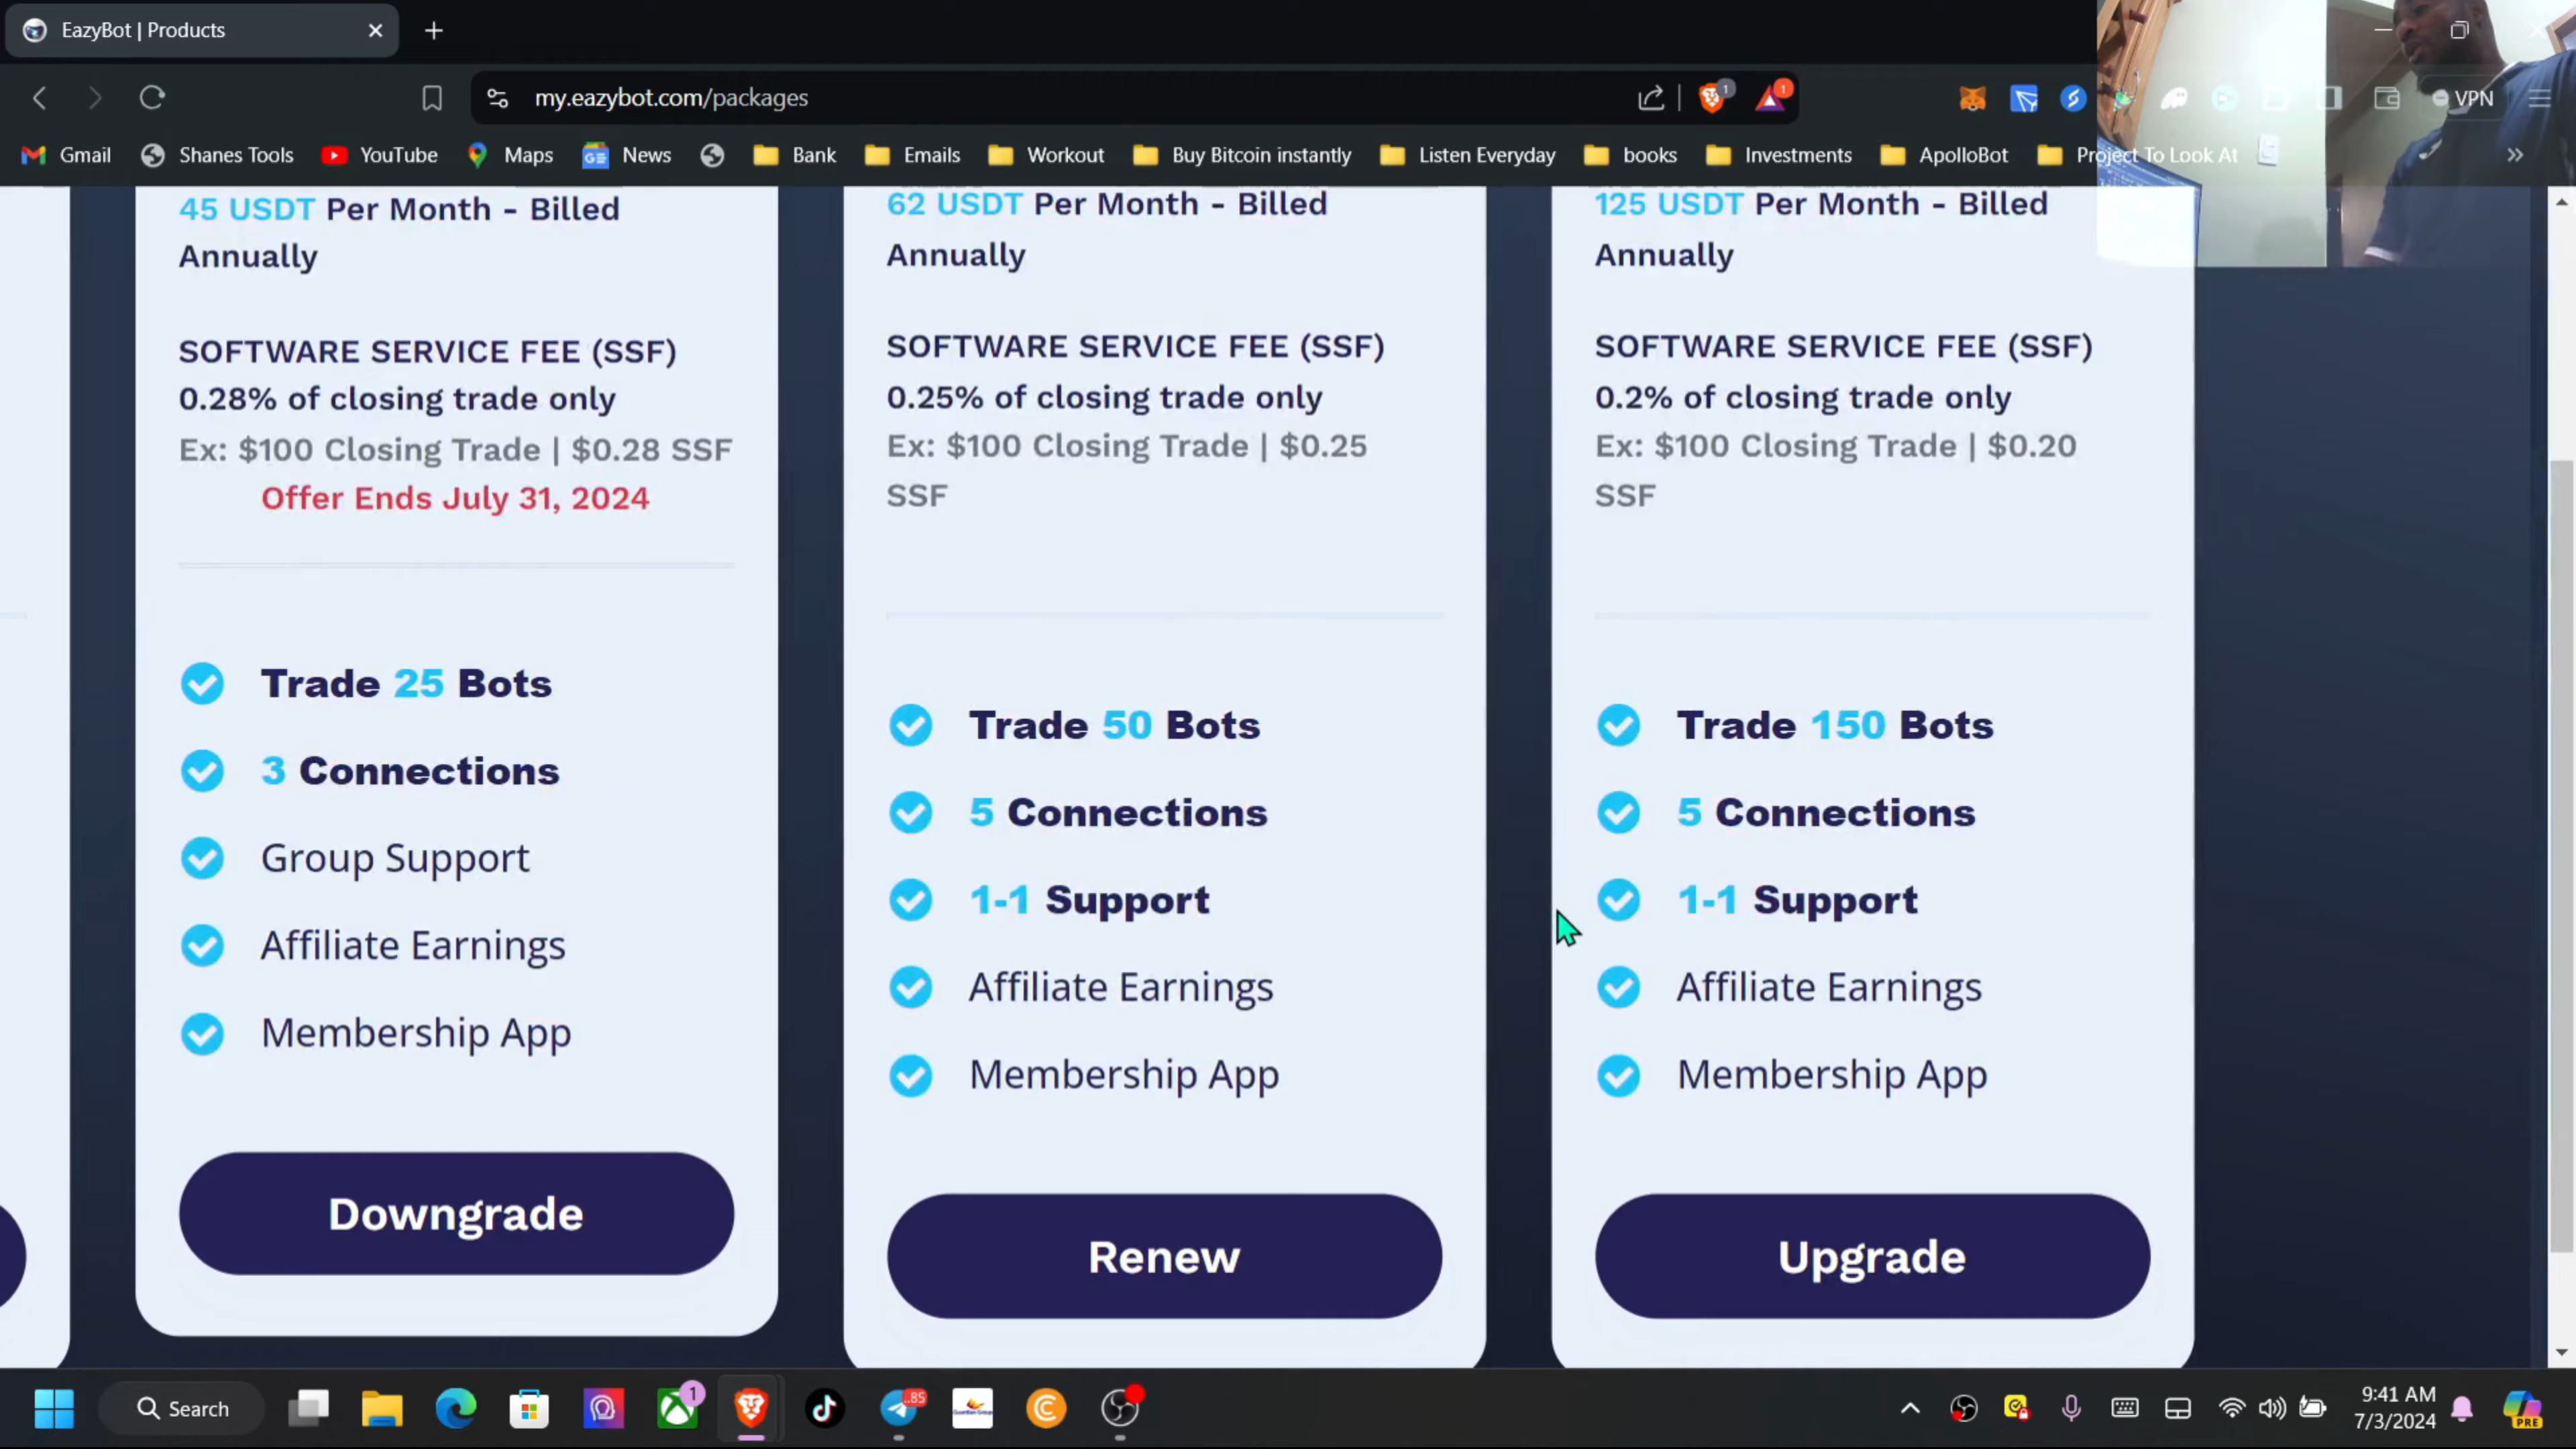 EazyBot | Products
my.eazybot.com/packages
1
1
VPN
Gmail
Shanes Tools
YouTube
Maps
News
Bank
Emails
Workout
Buy Bitcoin instantly
Listen Everyday
books
Investments
ApolloBot
Project To Look At
45 USDT Per Month - Billed
Annually
SOFTWARE SERVICE FEE (SSF)
0.28% of closing trade only
Ex: $100 Closing Trade | $0.28 SSF
Offer Ends July 31, 2024
Trade 25 Bots
3 Connections
Group Support
Affiliate Earnings
Membership App
Downgrade
62 USDT Per Month - Billed
Annually
SOFTWARE SERVICE FEE (SSF)
0.25% of closing trade only
Ex: $100 Closing Trade | $0.25
SSF
Trade 50 Bots
5 Connections
1-1 Support
Affiliate Earnings
Membership App
Renew
125 USDT Per Month - Billed
Annually
SOFTWARE SERVICE FEE (SSF)
0.2% of closing trade only
Ex: $100 Closing Trade | $0.20
SSF
Trade 150 Bots
5 Connections
1-1 Support
Affiliate Earnings
Membership App
Upgrade
Search
1
85
9:41 AM
7/3/2024
PRE